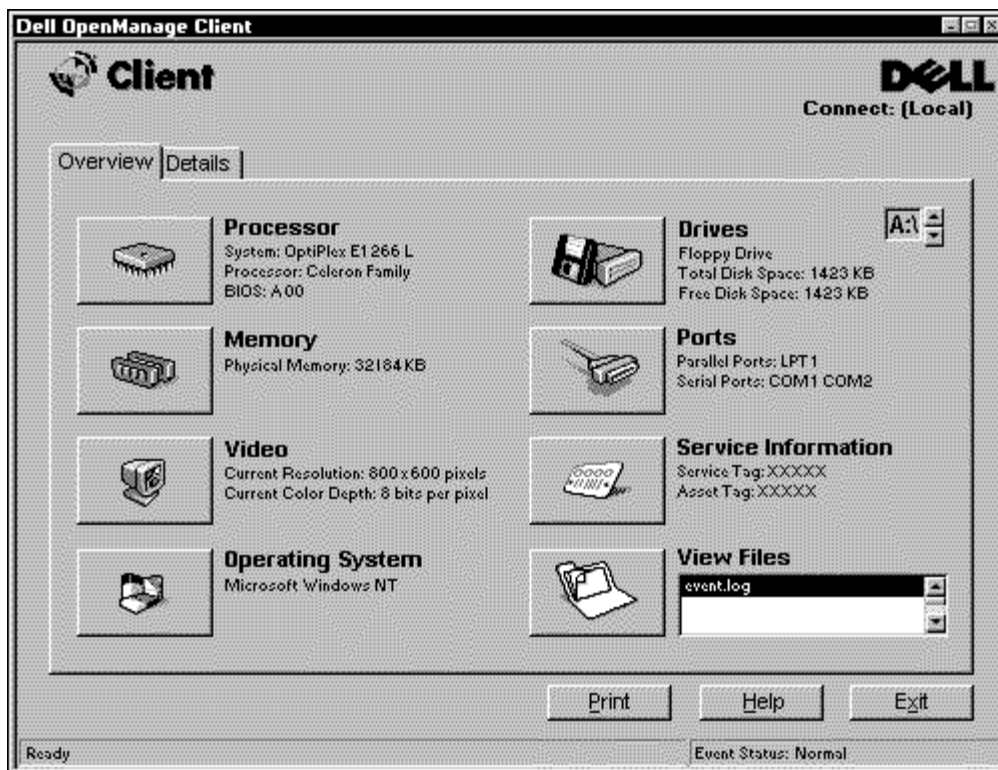 Dell OpenManage Client
Client
DELL
Connect: (Local)
Overview
Details
Processor
System: OptiPlex E1 266 L
Processor: Celeron Family
BIOS: A00
Drives
A:\
Floppy Drive
Total Disk Space: 1423 KB
Free Disk Space: 1423 KB
Memory
Physical Memory: 32184 KB
Ports
Parallel Ports: LPT1
Serial Ports: COM1 COM2
Video
Current Resolution: 800 x 600 pixels
Current Color Depth: 8 bits per pixel
Service Information
Service Tag: XXXXX
Asset Tag: XXXXX
Operating System
Microsoft Windows NT
View Files
event.log
Print
Help
Exit
Ready
Event Status: Normal